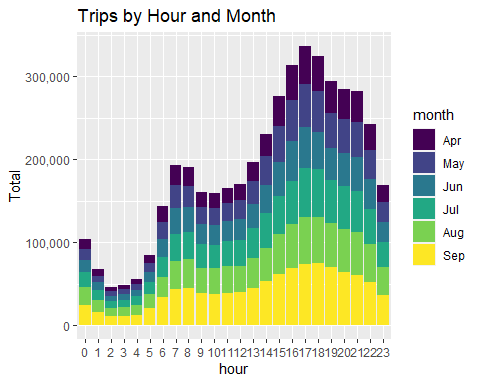 Trips by Hour and Month
Total
300,000
200,000
100,000
0
0 1 2 3 4 5 6 7 8 9 10 11 12 13 14 15 16 17 18 19 20 21 22 23
hour
month
Apr
May
Jun
Jul
Aug
Sep